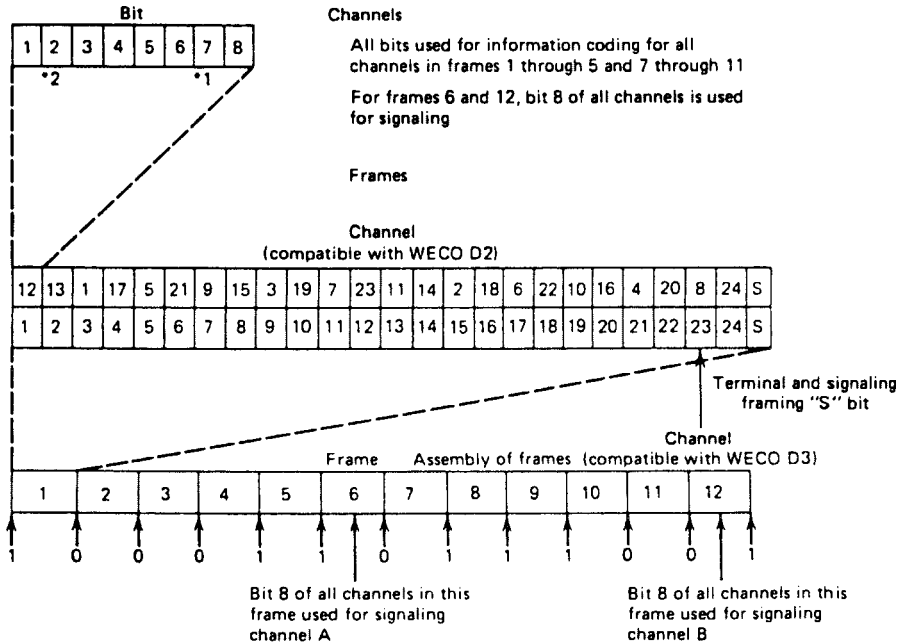 Bit
1 2 3 4 5 6 7 8
*2 *1
Channels
All bits used for information coding for all
channels in frames 1 through 5 and 7 through 11
For frames 6 and 12, bit 8 of all channels is used
for signaling
Frames
Channel
(compatible with WECO D2)
12 13 1 17 5 21 9 15 3 19 7 23 11 14 2 18 6 22 10 16 4 20 8 24 S
1 2 3 4 5 6 7 8 9 10 11 12 13 14 15 16 17 18 19 20 21 22 23 24 S
Terminal and signaling
framing "S" bit
Channel
Frame Assembly of frames (compatible with WECO D3)
1 2 3 4 5 6 7 8 9 10 11 12
1 0 0 0 1 1 0 1 1 1 0 0 1
Bit 8 of all channels in this
frame used for signaling
channel A
Bit 8 of all channels in this
frame used for signaling
channel B